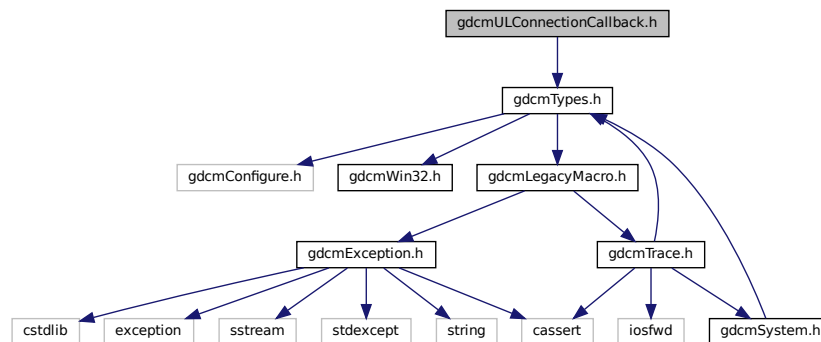 gdcmULConnectionCallback.h
gdcmTypes.h
gdcmConfigure.h
gdcmWin32.h
gdcmLegacyMacro.h
gdcmException.h
gdcmTrace.h
cstdlib
exception
sstream
stdexcept
string
cassert
iosfwd
gdcmSystem.h